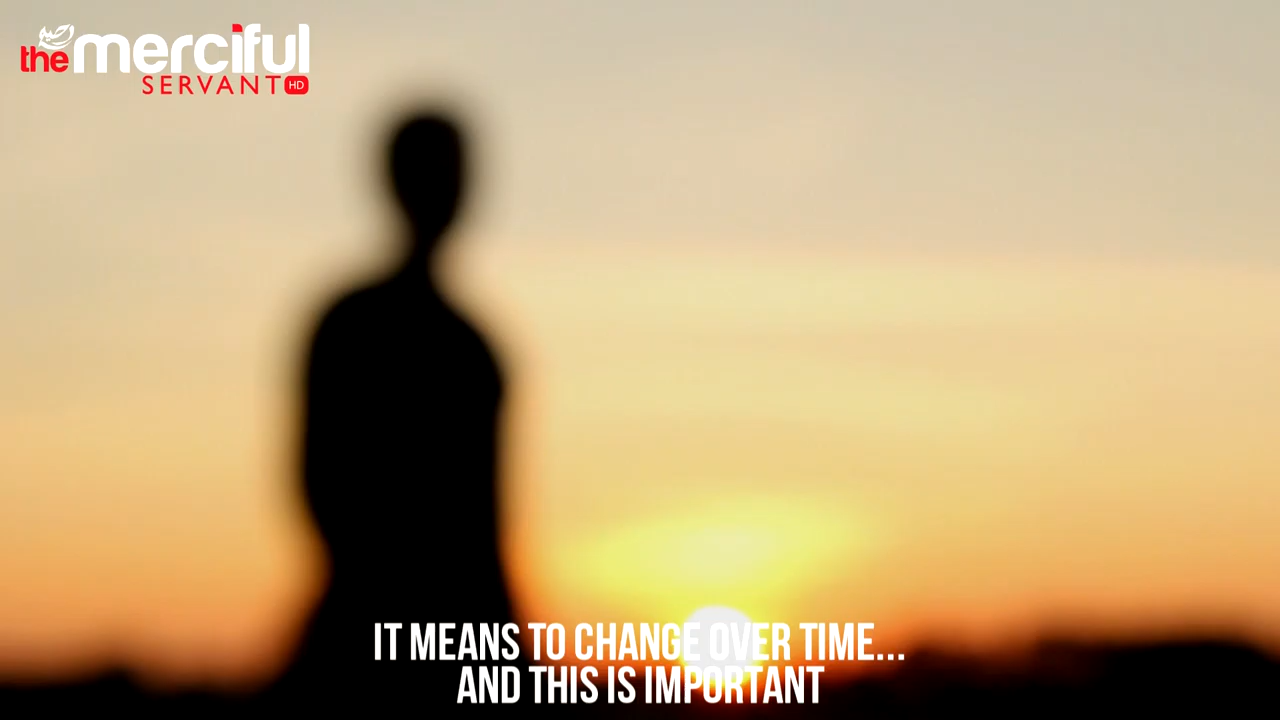 the merciful
SERVANT HD
IT MEANS TO CHANGE OVER TIME...
AND THIS IS IMPORTANT